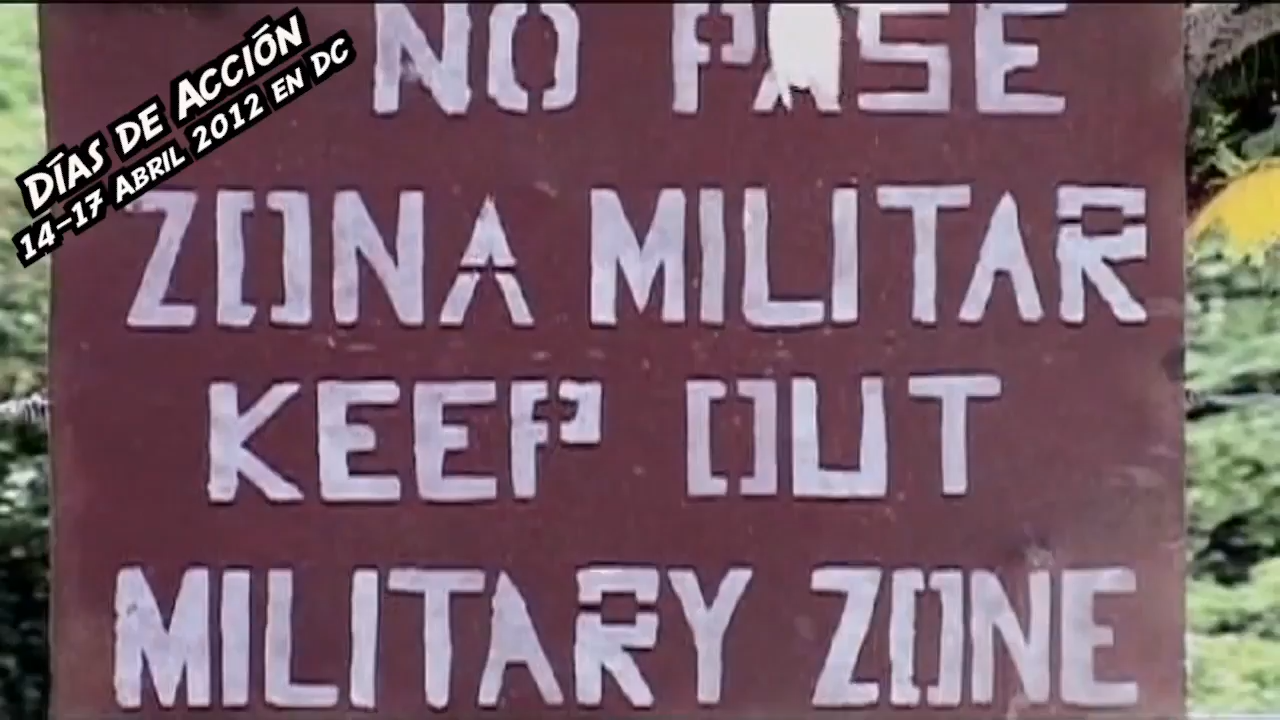 DÍAS DE ACCIÓN
14-17 ABRIL 2012 EN DC
NO PASE
ZONA MILITAR
KEEP OUT
MILITARY ZONE